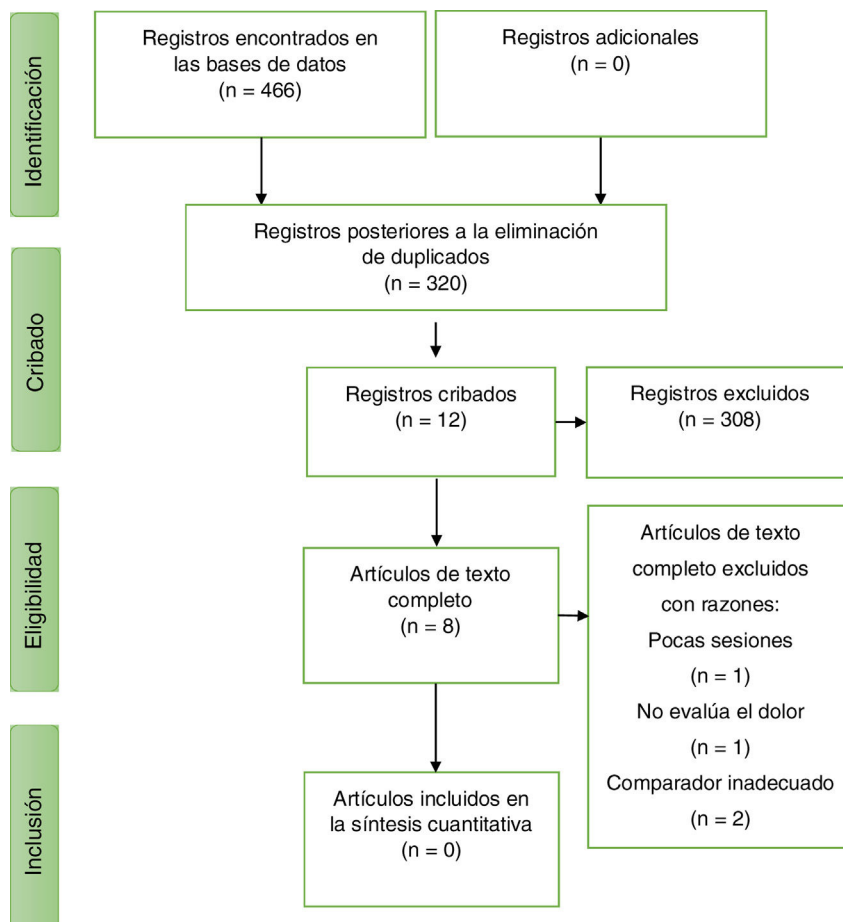 Identificación
Registros encontrados en
las bases de datos
(n = 466)
Registros adicionales
(n = 0)
Registros posteriores a la eliminación
de duplicados
(n = 320)
Cribado
Registros cribados
(n = 12)
Registros excluidos
(n = 308)
Eligibilidad
Artículos de texto
completo
(n = 8)
Artículos de texto
completo excluidos
con razones:
Pocas sesiones
(n = 1)
No evalúa el dolor
(n = 1)
Comparador inadecuado
(n = 2)
Inclusión
Artículos incluidos en
la síntesis cuantitativa
(n = 0)